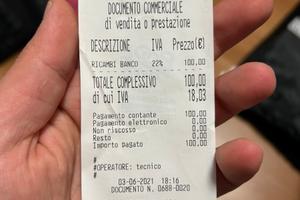 DOCUMENTO COMMERCIALE
di vendita o prestazione
DESCRIZIONE IVA Prezzo(€)
RICAMBI BANCO 22% 100,00
TOTALE COMPLESSIVO 100,00
di cui IVA 18,03
Pagamento contante 100,00
Pagamento elettronico 0,00
Non riscosso 0,00
Resto 0,00
Importo pagato 100,00
#
#OPERATORE: tecnico
03-06-2021 18:16
DOCUMENTO N. 0688-0020